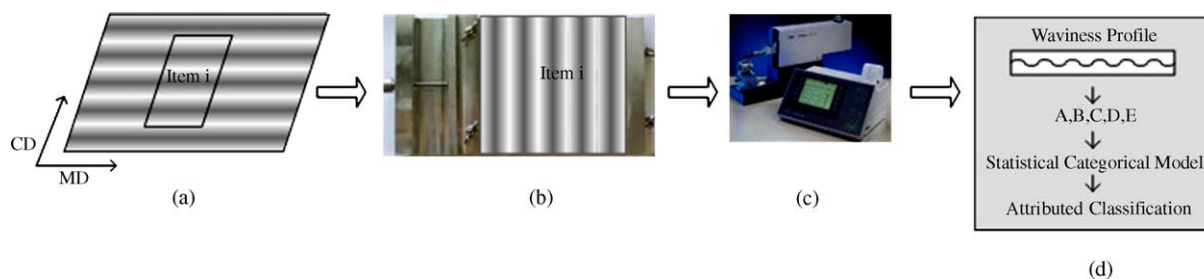 Item i
CD
MD
(a)
Item i
(b)
(c)
Waviness Profile
A,B,C,D,E
Statistical Categorical Model
Attributed Classification
(d)